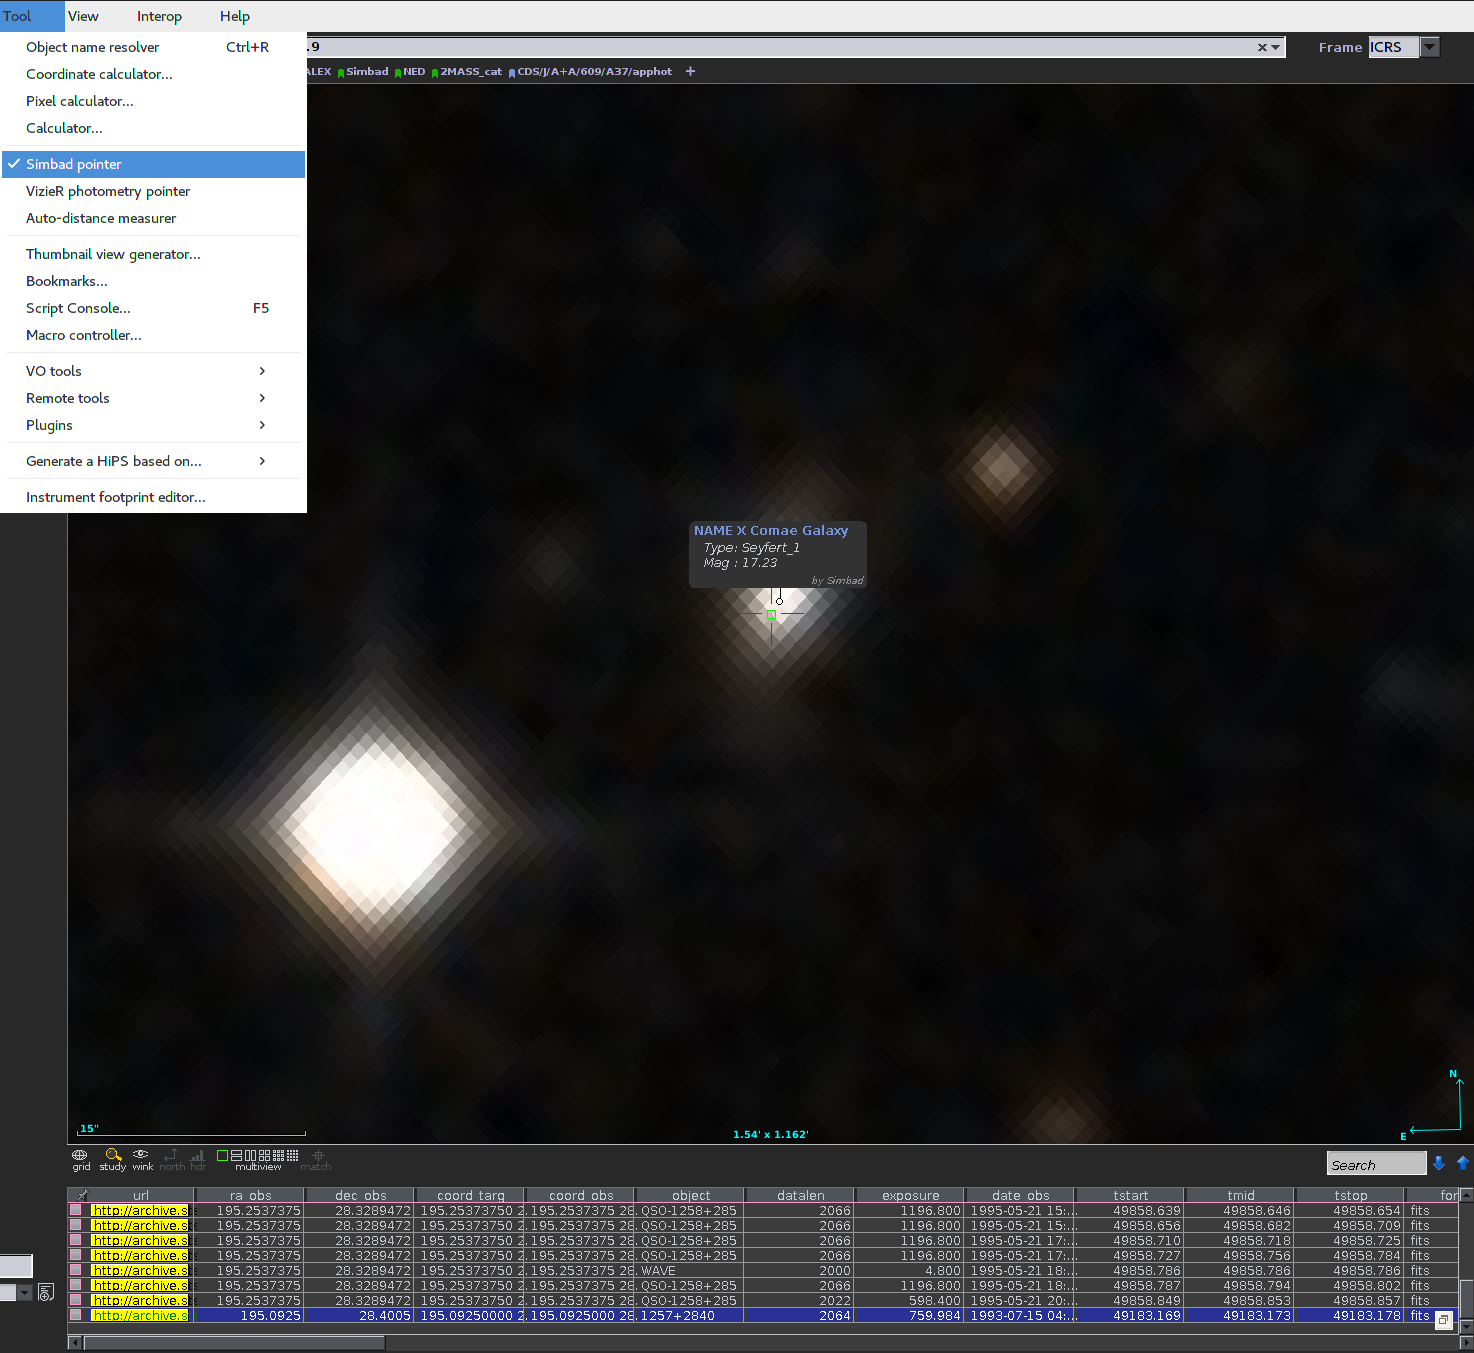 Tool View Interop Help
Object name resolver Ctrl+R
.9
Frame ICRS
Coordinate calculator...
ALEX Simbad NED 2MASS_cat CDS/J/A+A/609/A37/apphot +
Pixel calculator...
Calculator...
Simbad pointer
VizieR photometry pointer
Auto-distance measurer
Thumbnail view generator...
Bookmarks...
Script Console... F5
Macro controller...
VO tools
Remote tools
Plugins
Generate a HiPS based on...
Instrument footprint editor...
NAME X Comae Galaxy
Type: Seyfert_1
Mag : 17.23
by Simbad
N
E
15"
1.54' x 1.162'
grid study wink north hdr multiview match
Search
url ra_obs dec_obs coord_targ coord_obs object datalen exposure date_obs tstart tmid tstop for
http://archive.s 195.2537375 28.3289472 195.25373750 2. 195.2537375 28. QSO-1258+285 2066 1196.800 1995-05-21 15:... 49858.639 49858.646 49858.654 fits
http://archive.s 195.2537375 28.3289472 195.25373750 2. 195.2537375 28. QSO-1258+285 2066 1196.800 1995-05-21 15:... 49858.656 49858.682 49858.709 fits
http://archive.s 195.2537375 28.3289472 195.25373750 2. 195.2537375 28. QSO-1258+285 2066 1196.800 1995-05-21 17:... 49858.710 49858.718 49858.725 fits
http://archive.s 195.2537375 28.3289472 195.25373750 2. 195.2537375 28. QSO-1258+285 2066 1196.800 1995-05-21 17:... 49858.727 49858.756 49858.784 fits
http://archive.s 195.2537375 28.3289472 195.25373750 2. 195.2537375 28. WAVE 2000 4.800 1995-05-21 18:... 49858.786 49858.786 49858.786 fits
http://archive.s 195.2537375 28.3289472 195.25373750 2. 195.2537375 28. QSO-1258+285 2066 1196.800 1995-05-21 18:... 49858.787 49858.794 49858.802 fits
http://archive.s 195.2537375 28.3289472 195.25373750 2. 195.2537375 28. QSO-1258+285 2022 598.400 1995-05-21 20:... 49858.849 49858.853 49858.857 fits
http://archive.s 195.0925 28.4005 195.09250000 2. 195.0925000 28. 1257+2840 2064 759.984 1993-07-15 04:... 49183.169 49183.173 49183.178 fits